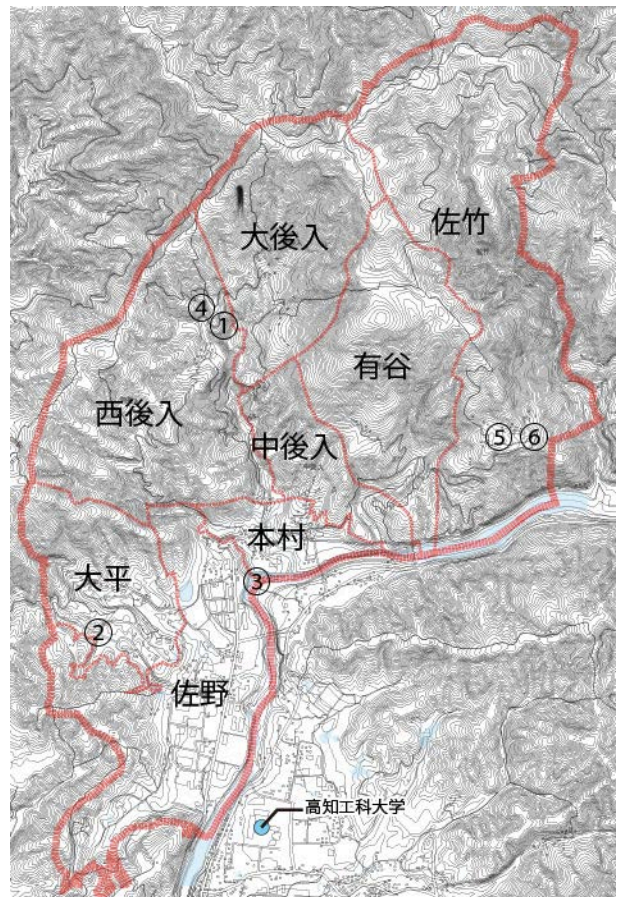 佐竹
大後入
④
①
有谷
西後入
中後入
⑤ ⑥
本村
大平
③
②
佐野
高知工科大学